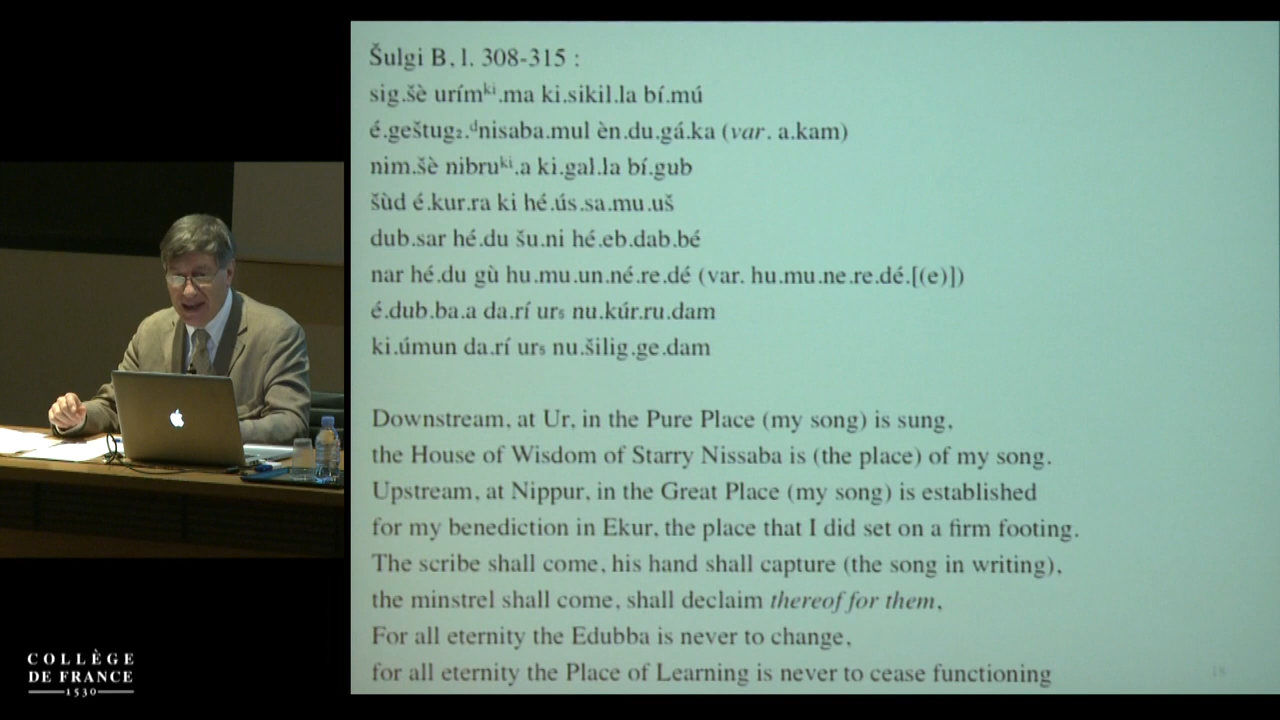 Šulgi B, l. 308-315 :
sig.šè urímᵏⁱ.ma ki.sikil.la bí.mú
é.geštug₂.ᵈnisaba.mul èn.du.gá.ka (var. a.kam)
nim.šè nibruᵏⁱ.a ki.gal.la bí.gub
šùd é.kur.ra ki hé.ús.sa.mu.uš
dub.sar hé.du šu.ni hé.eb.dab.bé
nar hé.du gù hu.mu.un.né.re.dé (var. hu.mu.ne.re.dé.[(e)])
é.dub.ba.a da.rí ur₅ nu.kúr.ru.dam
ki.úmun da.rí ur₅ nu.šilig.ge.dam
Downstream, at Ur, in the Pure Place (my song) is sung,
the House of Wisdom of Starry Nissaba is (the place) of my song.
Upstream, at Nippur, in the Great Place (my song) is established
for my benediction in Ekur, the place that I did set on a firm footing.
The scribe shall come, his hand shall capture (the song in writing),
the minstrel shall come, shall declaim thereof for them,
For all eternity the Edubba is never to change,
for all eternity the Place of Learning is never to cease functioning
COLLÈGE
DE FRANCE
1530